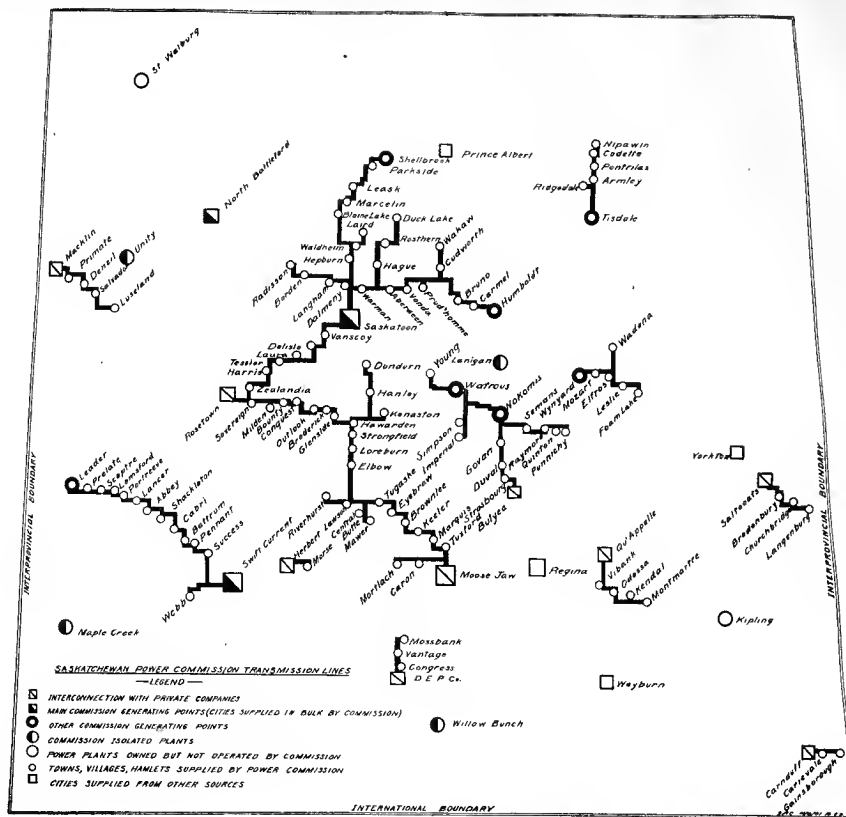 St Walburg
Shellbrook
Parkside
Prince Albert
Nipawin
Codette
Pontrilas
Armley
Ridgedale
Tisdale
North Battleford
Leask
Marcelin
Blaine Lake
Laird
Duck Lake
Rosthern
Wakaw
Cudworth
Waldheim
Hepburn
Hague
Macklin
Primate
Denzil
Salvador
Unity
Luseland
Radisson
Borden
Langham
Dalmeny
Warman
Aberdeen
Vonda
Prud'homme
Bruno
Carmel
Humboldt
Saskatoon
Vanscoy
Delisle
Laura
Tessier
Harris
Zealandia
Rosetown
Sovereign
Milden
Bounty
Conquest
Outlook
Broderick
Glenside
Dundurn
Hanley
Kenaston
Hawarden
Strongfield
Loreburn
Elbow
Young
Lanigan
Watrous
Nokomis
Simpson
Imperial
Semans
Raymore
Quinton
Punnichy
Govan
Duval
Strasbourg
Bulyea
Wadena
Wynyard
Mozart
Elfros
Leslie
Foam Lake
Yorkton
Saltcoats
Bredenbury
Churchbridge
Langenburg
Leader
Prelate
Sceptre
Lemsford
Portreeve
Lancer
Abbey
Shackleton
Cabri
Battrum
Pennant
Success
Swift Current
Webb
Riverhurst
Lawson
Central
Butte
Mawer
Tugaske
Eyebrow
Brownlee
Keeler
Marquis
Tuxford
Herbert
Morse
Mortlach
Caron
Moose Jaw
Regina
Qu'Appelle
Vibank
Odessa
Kendal
Montmartre
Kipling
Maple Creek
Mossbank
Vantage
Congress
D E P Co.
Weyburn
Willow Bunch
Carnduff
Carievale
Gainsborough
INTERPROVINCIAL BOUNDARY
INTERPROVINCIAL BOUNDARY
SASKATCHEWAN POWER COMMISSION TRANSMISSION LINES
—LEGEND—
INTERCONNECTION WITH PRIVATE COMPANIES
MAIN COMMISSION GENERATING POINTS (CITIES SUPPLIED IN BULK BY COMMISSION)
OTHER COMMISSION GENERATING POINTS
COMMISSION ISOLATED PLANTS
POWER PLANTS OWNED BUT NOT OPERATED BY COMMISSION
TOWNS, VILLAGES, HAMLETS SUPPLIED BY POWER COMMISSION
CITIES SUPPLIED FROM OTHER SOURCES
INTERNATIONAL BOUNDARY